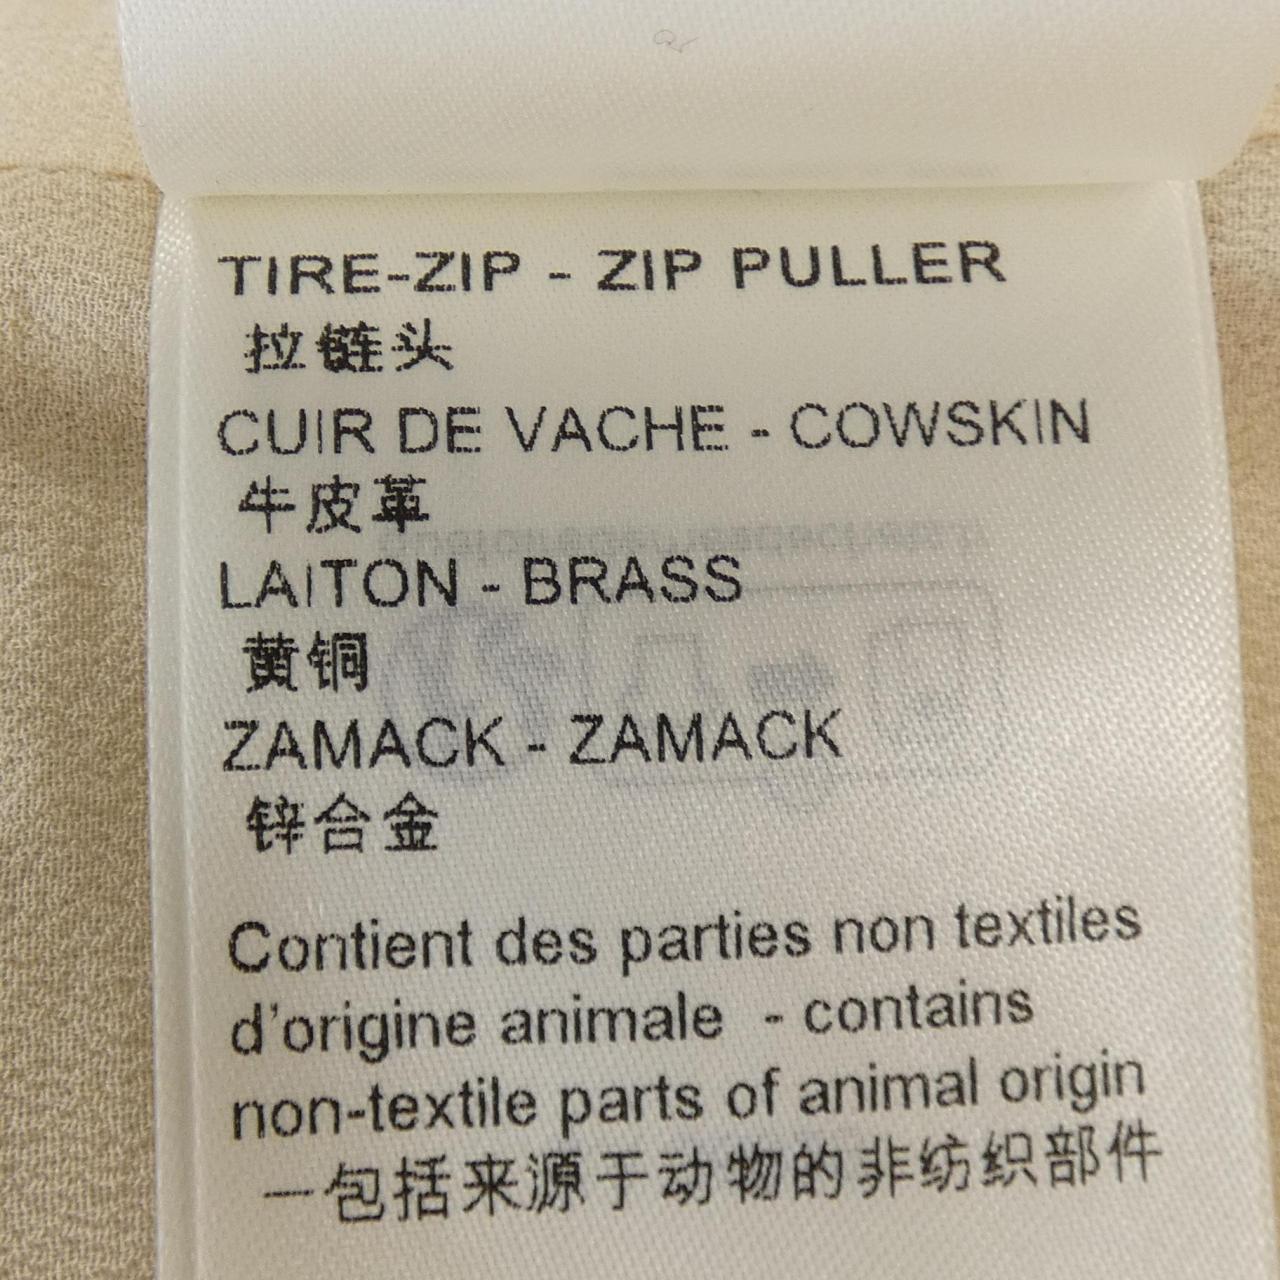 TIRE-ZIP - ZIP PULLER
拉链头
CUIR DE VACHE - COWSKIN
牛皮革
LAITON - BRASS
黄铜
ZAMACK - ZAMACK
锌合金
Contient des parties non textiles
d'origine animale - contains
non-textile parts of animal origin
—包括来源于动物的非纺织部件